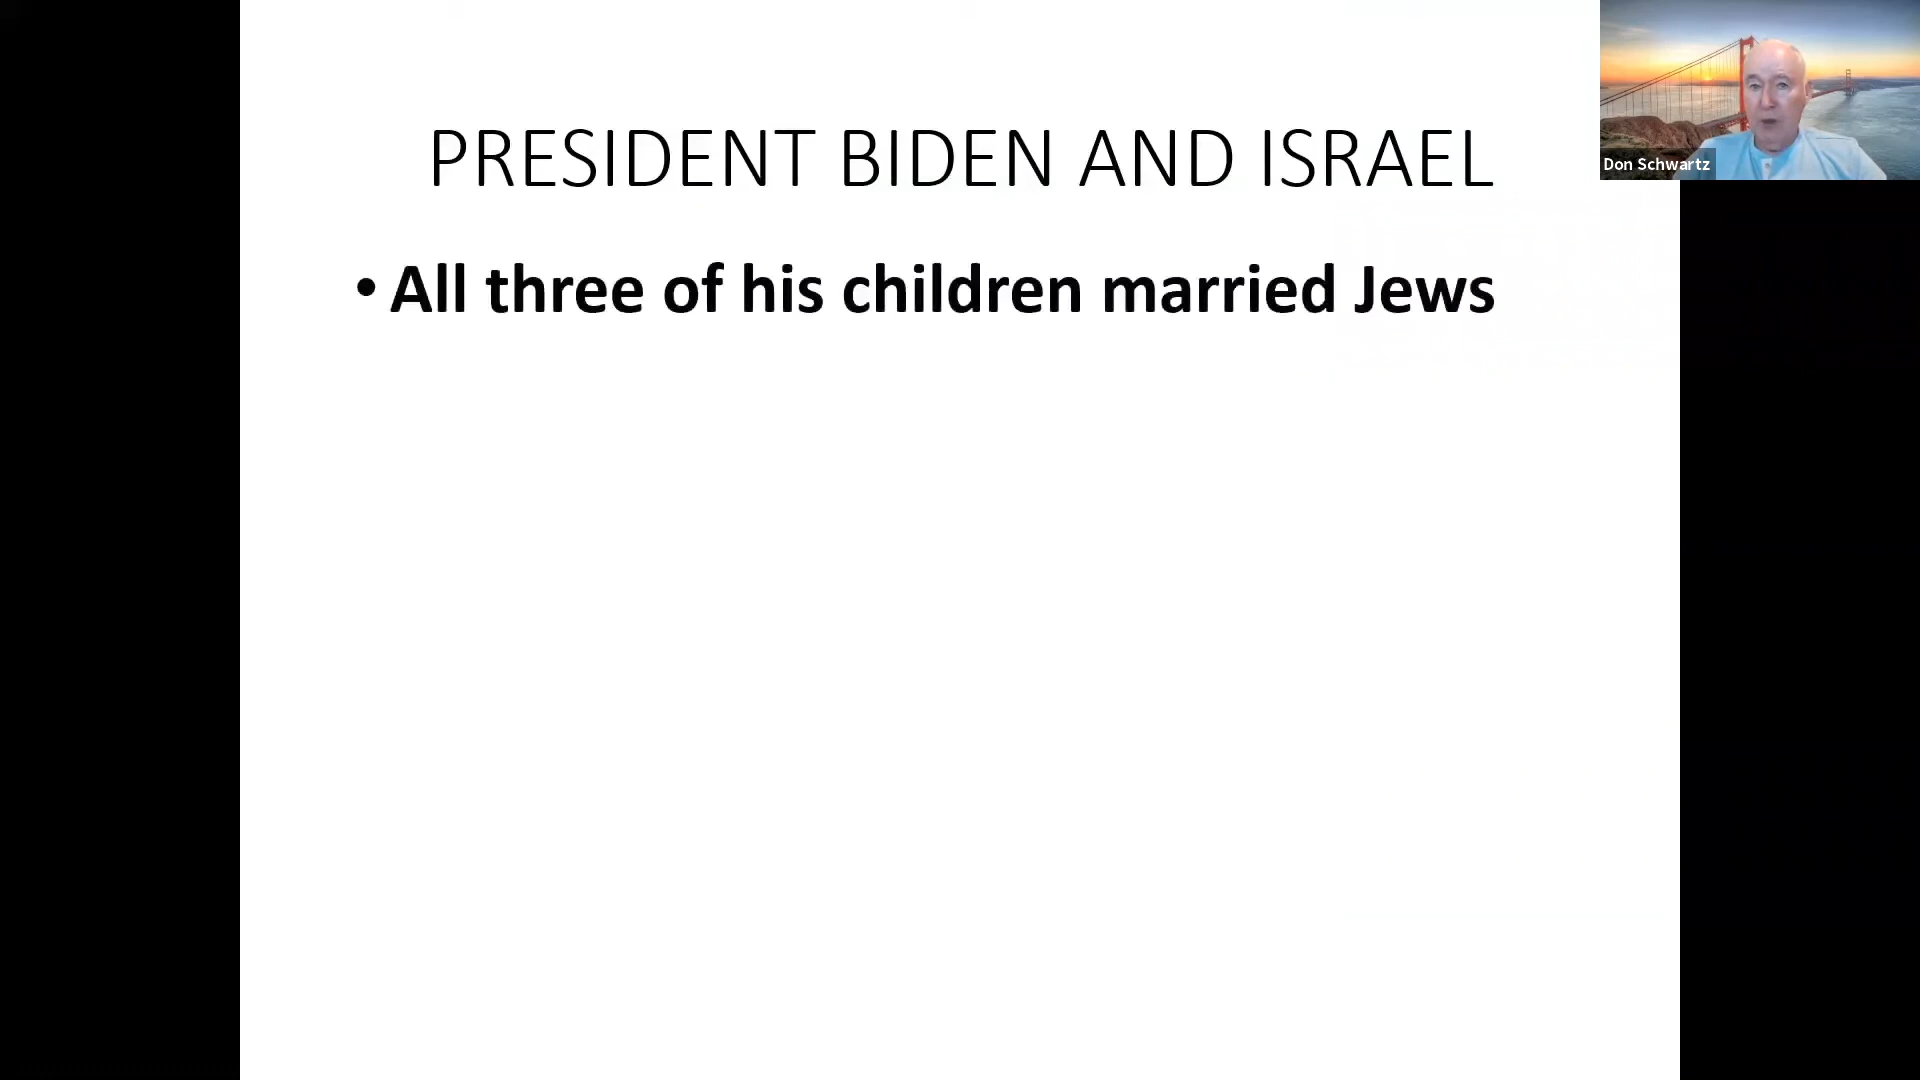 PRESIDENT BIDEN AND ISRAEL
• All three of his children married Jews
Don Schwartz